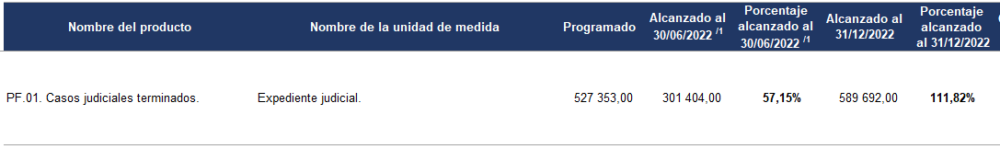 Nombre del producto
Nombre de la unidad de medida
Programado
Alcanzado al
30/06/2022 /1
Porcentaje
alcanzado al
30/06/2022 /1
Alcanzado al
31/12/2022
Porcentaje
alcanzado
al 31/12/2022
PF.01. Casos judiciales terminados.
Expediente judicial.
527 353,00
301 404,00
57,15%
589 692,00
111,82%